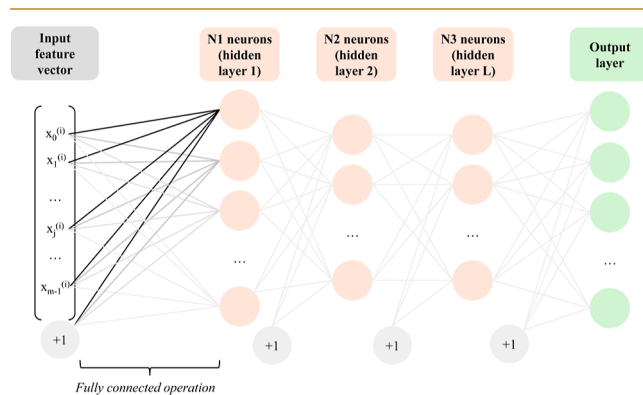 Input
feature
vector
N1 neurons
(hidden
layer 1)
N2 neurons
(hidden
layer 2)
N3 neurons
(hidden
layer L)
Output
layer
x₀⁽ⁱ⁾
x₁⁽ⁱ⁾
...
xⱼ⁽ⁱ⁾
...
xₘ₋₁⁽ⁱ⁾
+1
...
+1
...
+1
...
+1
...
Fully connected operation